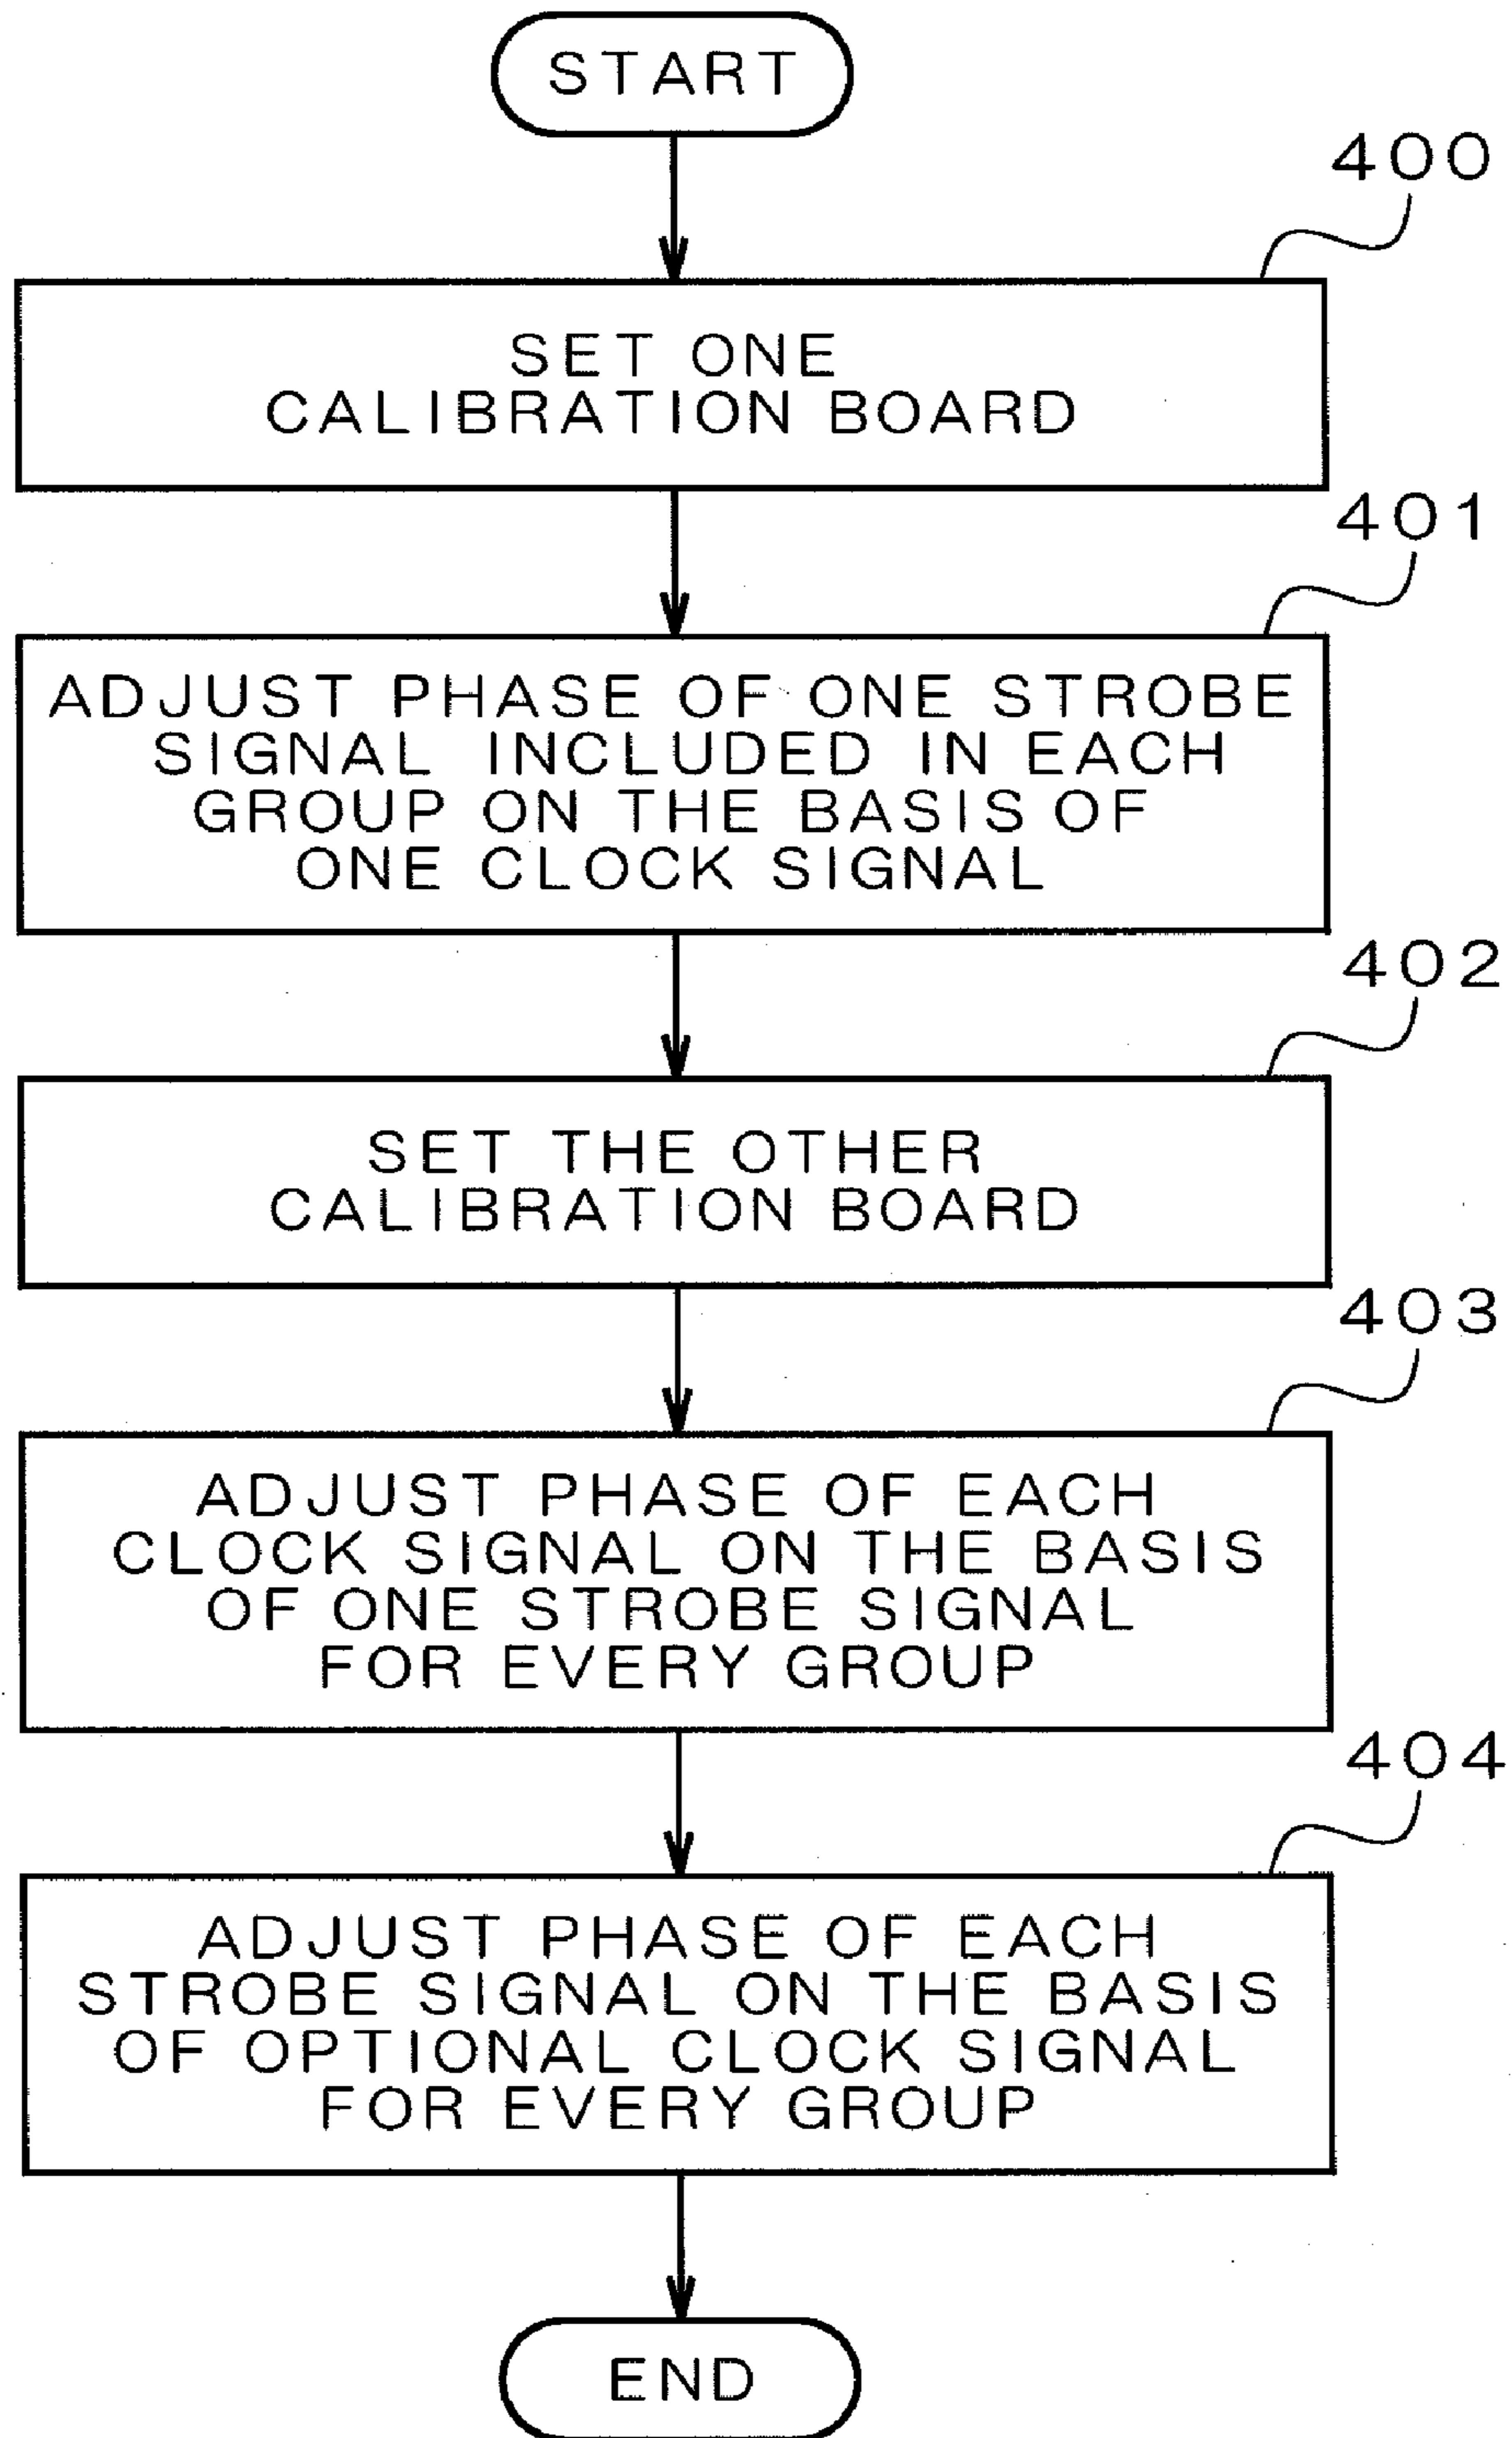 START
400
SET ONE
CALIBRATION BOARD
401
ADJUST PHASE OF ONE STROBE
SIGNAL INCLUDED IN EACH
GROUP ON THE BASIS OF
ONE CLOCK SIGNAL
402
SET THE OTHER
CALIBRATION BOARD
403
ADJUST PHASE OF EACH
CLOCK SIGNAL ON THE BASIS
OF ONE STROBE SIGNAL
FOR EVERY GROUP
404
ADJUST PHASE OF EACH
STROBE SIGNAL ON THE BASIS
OF OPTIONAL CLOCK SIGNAL
FOR EVERY GROUP
END